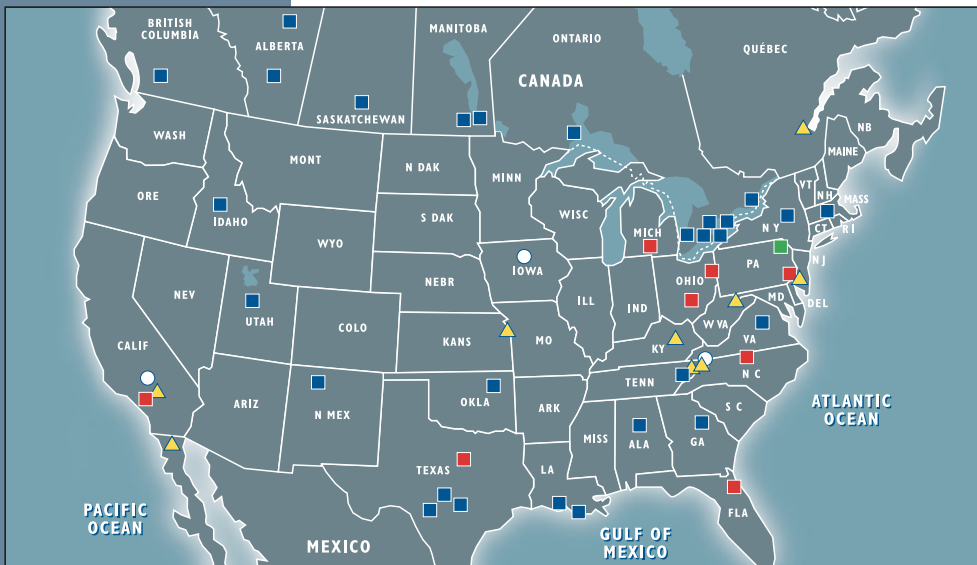 BRITISH
COLUMBIA
ALBERTA
SASKATCHEWAN
MANITOBA
ONTARIO
QUÉBEC
CANADA
NB
MAINE
WASH
MONT
N DAK
MINN
VT
NH
MASS
ORE
IDAHO
S DAK
WISC
MICH
N Y
CT
R I
WYO
IOWA
PA
N J
NEV
NEBR
ILL
IND
OHIO
MD
DEL
UTAH
COLO
W VA
VA
CALIF
KANS
MO
KY
N C
ARIZ
N MEX
OKLA
TENN
ARK
S C
ATLANTIC
OCEAN
MISS
ALA
GA
TEXAS
LA
FLA
PACIFIC
OCEAN
MEXICO
GULF OF
MEXICO